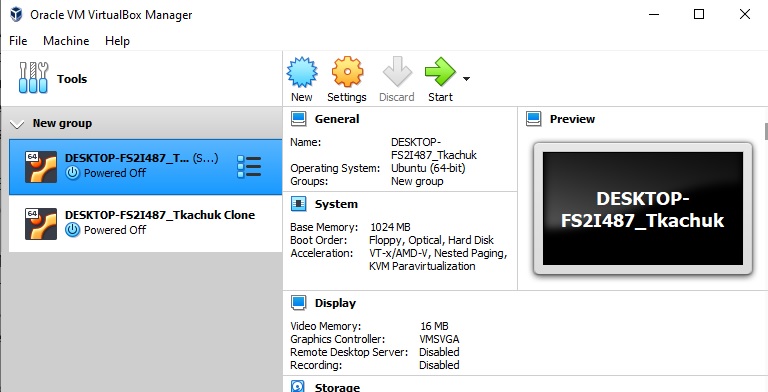 Oracle VM VirtualBox Manager
File Machine Help
Tools
New Settings Discard Start
New group
64
DESKTOP-FS2I487_T... (S...)
Powered Off
64
DESKTOP-FS2I487_Tkachuk Clone
Powered Off
General
Name: DESKTOP-
FS2I487_Tkachuk
Operating System: Ubuntu (64-bit)
Groups: New group
System
Base Memory: 1024 MB
Boot Order: Floppy, Optical, Hard Disk
Acceleration: VT-x/AMD-V, Nested Paging,
KVM Paravirtualization
Preview
DESKTOP-
FS2I487_Tkachuk
Display
Video Memory: 16 MB
Graphics Controller: VMSVGA
Remote Desktop Server: Disabled
Recording: Disabled
Storage